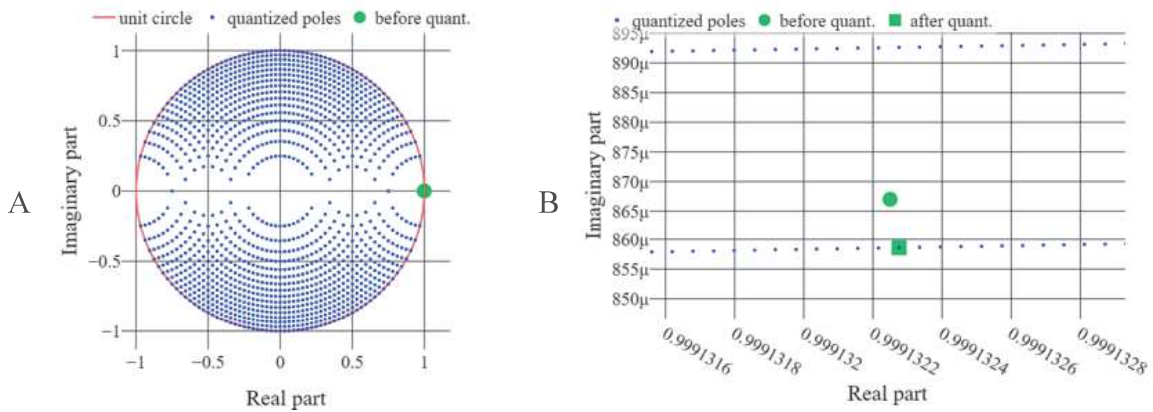 unit circle quantized poles before quant.
1
0.5
0
−0.5
−1
−1 −0.5 0 0.5 1
Imaginary part
Real part
A
quantized poles before quant. after quant.
895µ
890µ
885µ
880µ
875µ
870µ
865µ
860µ
855µ
850µ
0.9991316 0.9991318 0.999132 0.9991322 0.9991324 0.9991326 0.9991328
Imaginary part
Real part
B